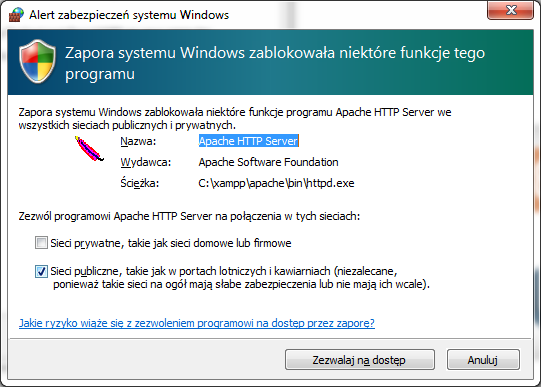 Alert zabezpieczeń systemu Windows
Zapora systemu Windows zablokowała niektóre funkcje tego
programu
Zapora systemu Windows zablokowała niektóre funkcje programu Apache HTTP Server we
wszystkich sieciach publicznych i prywatnych.
Nazwa: Apache HTTP Server
Wydawca: Apache Software Foundation
Ścieżka: C:\xampp\apache\bin\httpd.exe
Zezwól programowi Apache HTTP Server na połączenia w tych sieciach:
Sieci prywatne, takie jak sieci domowe lub firmowe
Sieci publiczne, takie jak w portach lotniczych i kawiarniach (niezalecane,
ponieważ takie sieci na ogół mają słabe zabezpieczenia lub nie mają ich wcale).
Jakie ryzyko wiąże się z zezwoleniem programowi na dostęp przez zaporę?
Zezwalaj na dostęp Anuluj